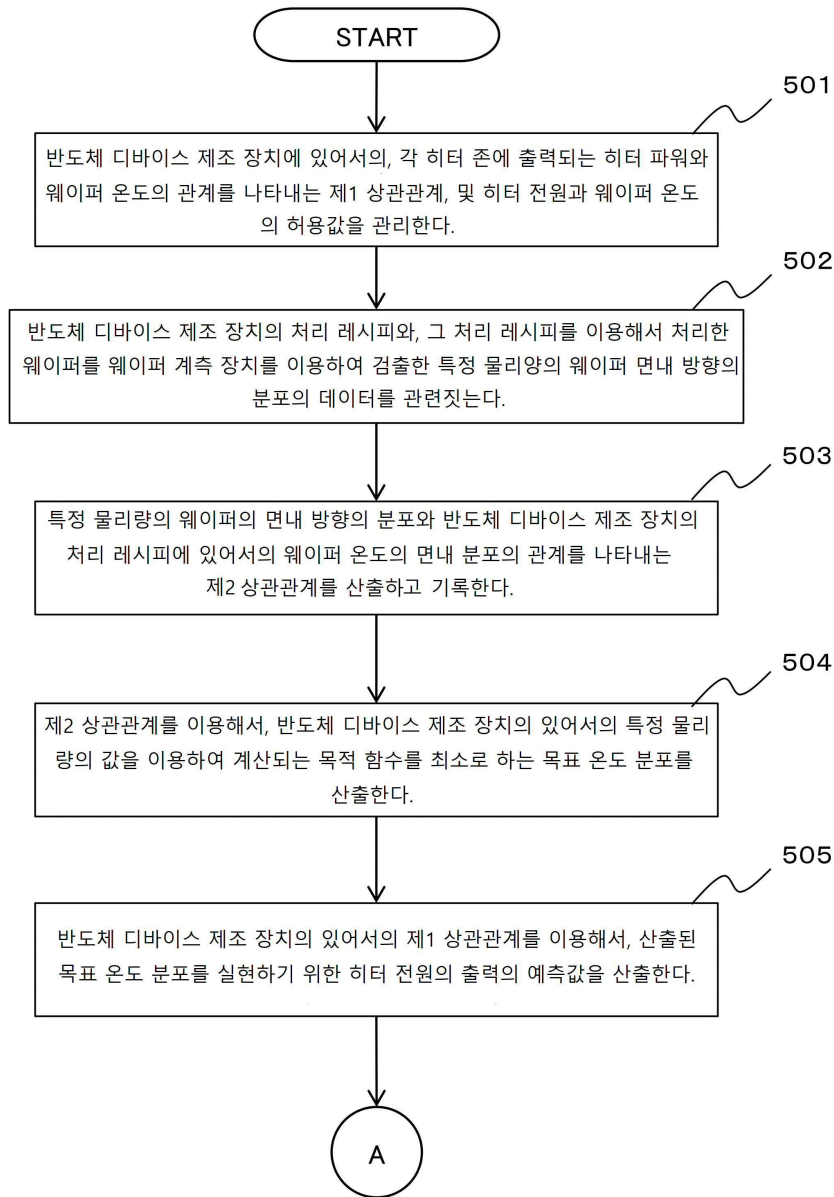 START
501
반도체 디바이스 제조 장치에 있어서의, 각 히터 존에 출력되는 히터 파워와
웨이퍼 온도의 관계를 나타내는 제1 상관관계, 및 히터 전원과 웨이퍼 온도
의 허용값을 관리한다.
502
반도체 디바이스 제조 장치의 처리 레시피와, 그 처리 레시피를 이용해서 처리한
웨이퍼를 웨이퍼 계측 장치를 이용하여 검출한 특정 물리양의 웨이퍼 면내 방향의
분포의 데이터를 관련짓는다.
503
특정 물리량의 웨이퍼의 면내 방향의 분포와 반도체 디바이스 제조 장치의
처리 레시피에 있어서의 웨이퍼 온도의 면내 분포의 관계를 나타내는
제2 상관관계를 산출하고 기록한다.
504
제2 상관관계를 이용해서, 반도체 디바이스 제조 장치의 있어서의 특정 물리
량의 값을 이용하여 계산되는 목적 함수를 최소로 하는 목표 온도 분포를
산출한다.
505
반도체 디바이스 제조 장치의 있어서의 제1 상관관계를 이용해서, 산출된
목표 온도 분포를 실현하기 위한 히터 전원의 출력의 예측값을 산출한다.
A